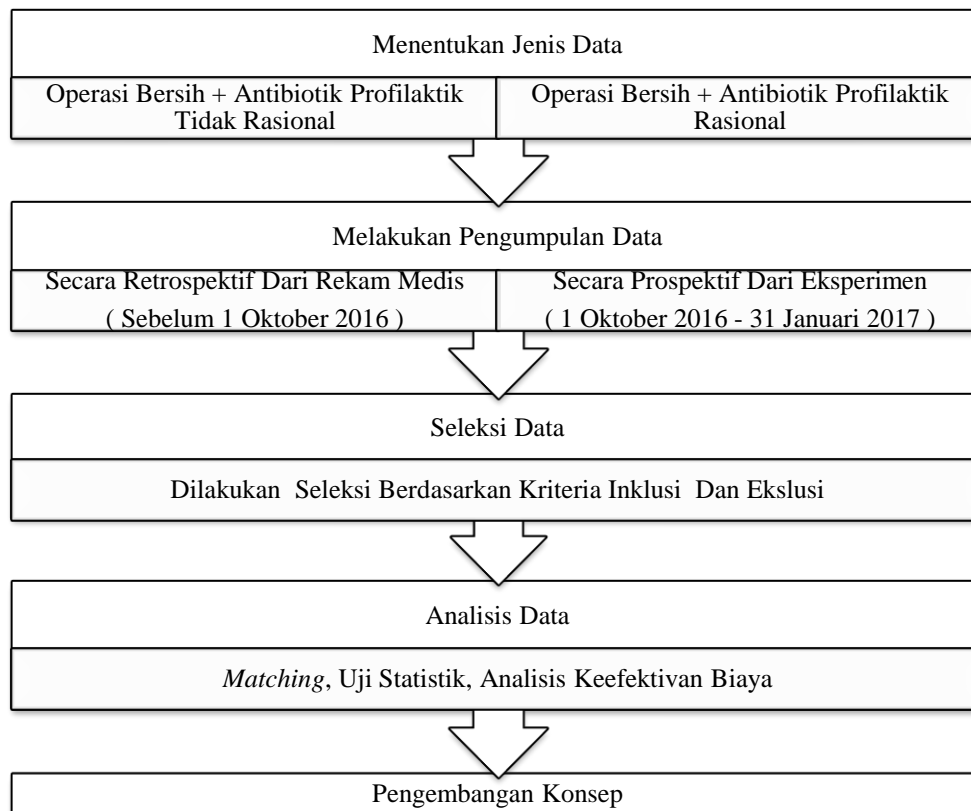 Menentukan Jenis Data
Operasi Bersih + Antibiotik Profilaktik
Tidak Rasional
Operasi Bersih + Antibiotik Profilaktik
Rasional
Melakukan Pengumpulan Data
Secara Retrospektif Dari Rekam Medis
( Sebelum 1 Oktober 2016 )
Secara Prospektif Dari Eksperimen
( 1 Oktober 2016 - 31 Januari 2017 )
Seleksi Data
Dilakukan Seleksi Berdasarkan Kriteria Inklusi Dan Ekslusi
Analisis Data
Matching, Uji Statistik, Analisis Keefektivan Biaya
Pengembangan Konsep